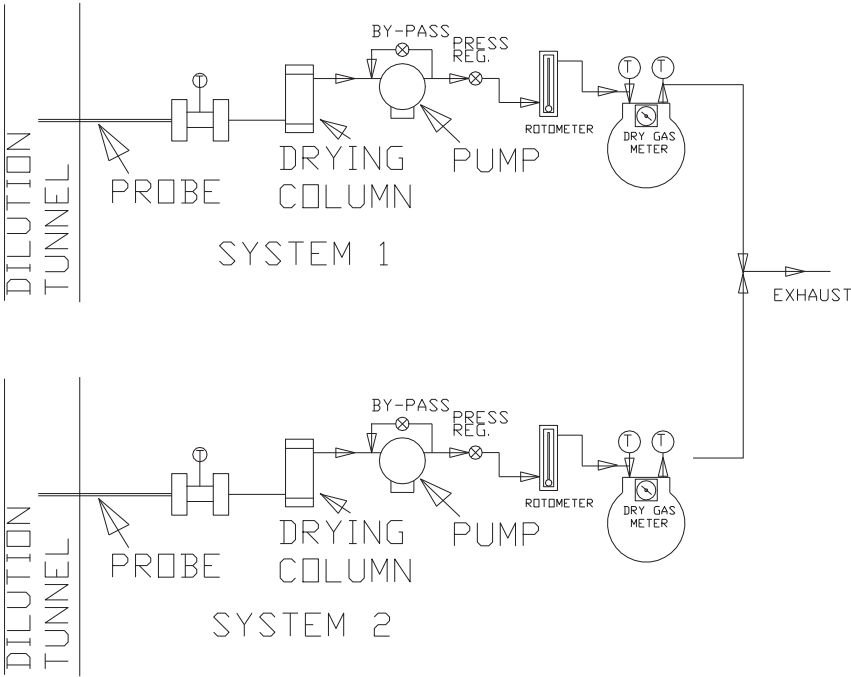 DILUTION
TUNNEL
T
PROBE
DRYING
COLUMN
BY-PASS
PUMP
PRESS
REG.
ROTOMETER
T T
DRY GAS
METER
SYSTEM 1
EXHAUST
DILUTION
TUNNEL
T
PROBE
DRYING
COLUMN
BY-PASS
PUMP
PRESS
REG.
ROTOMETER
T T
DRY GAS
METER
SYSTEM 2